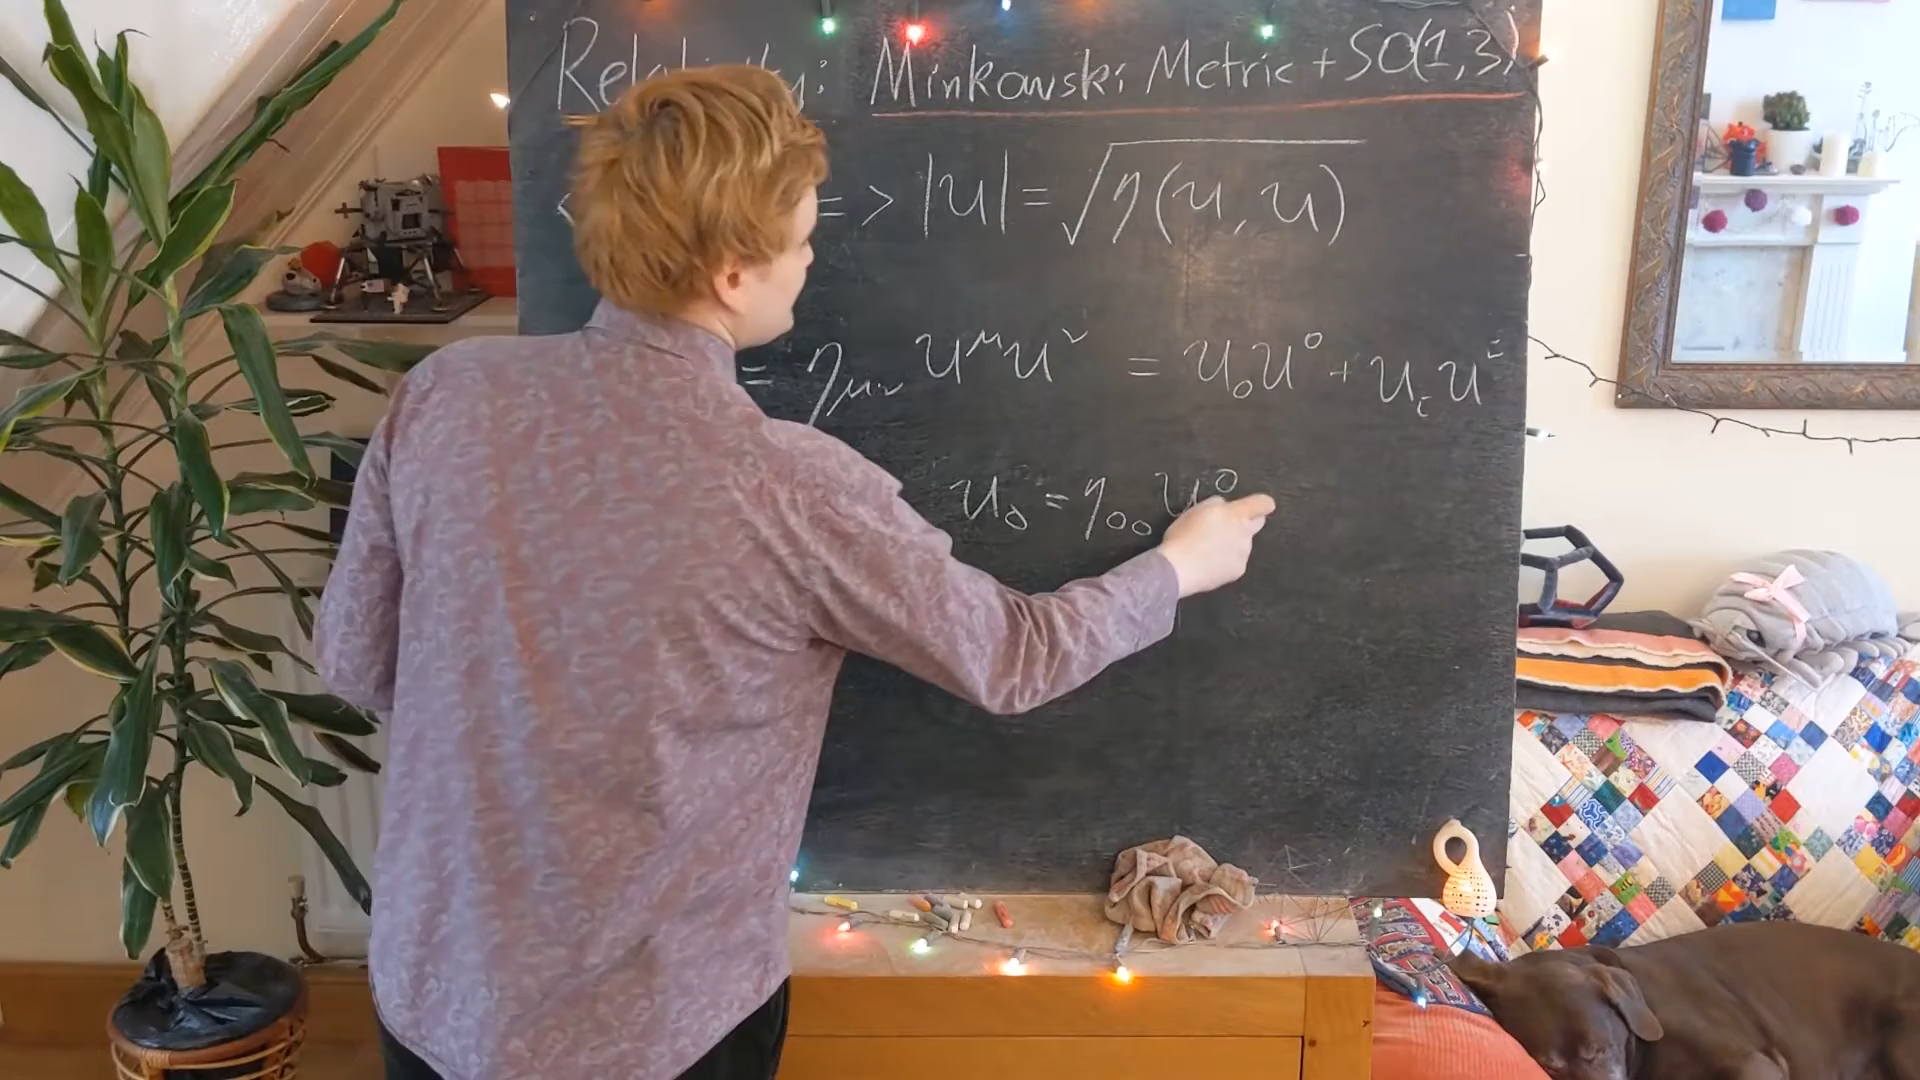 : Minkowski Metric + SO(1,3)
=> |u| = √η(u,u)
= η_μν u^μ u^ν = u_0 u^0 + u_i u^i
u_0 = η_00 u^0